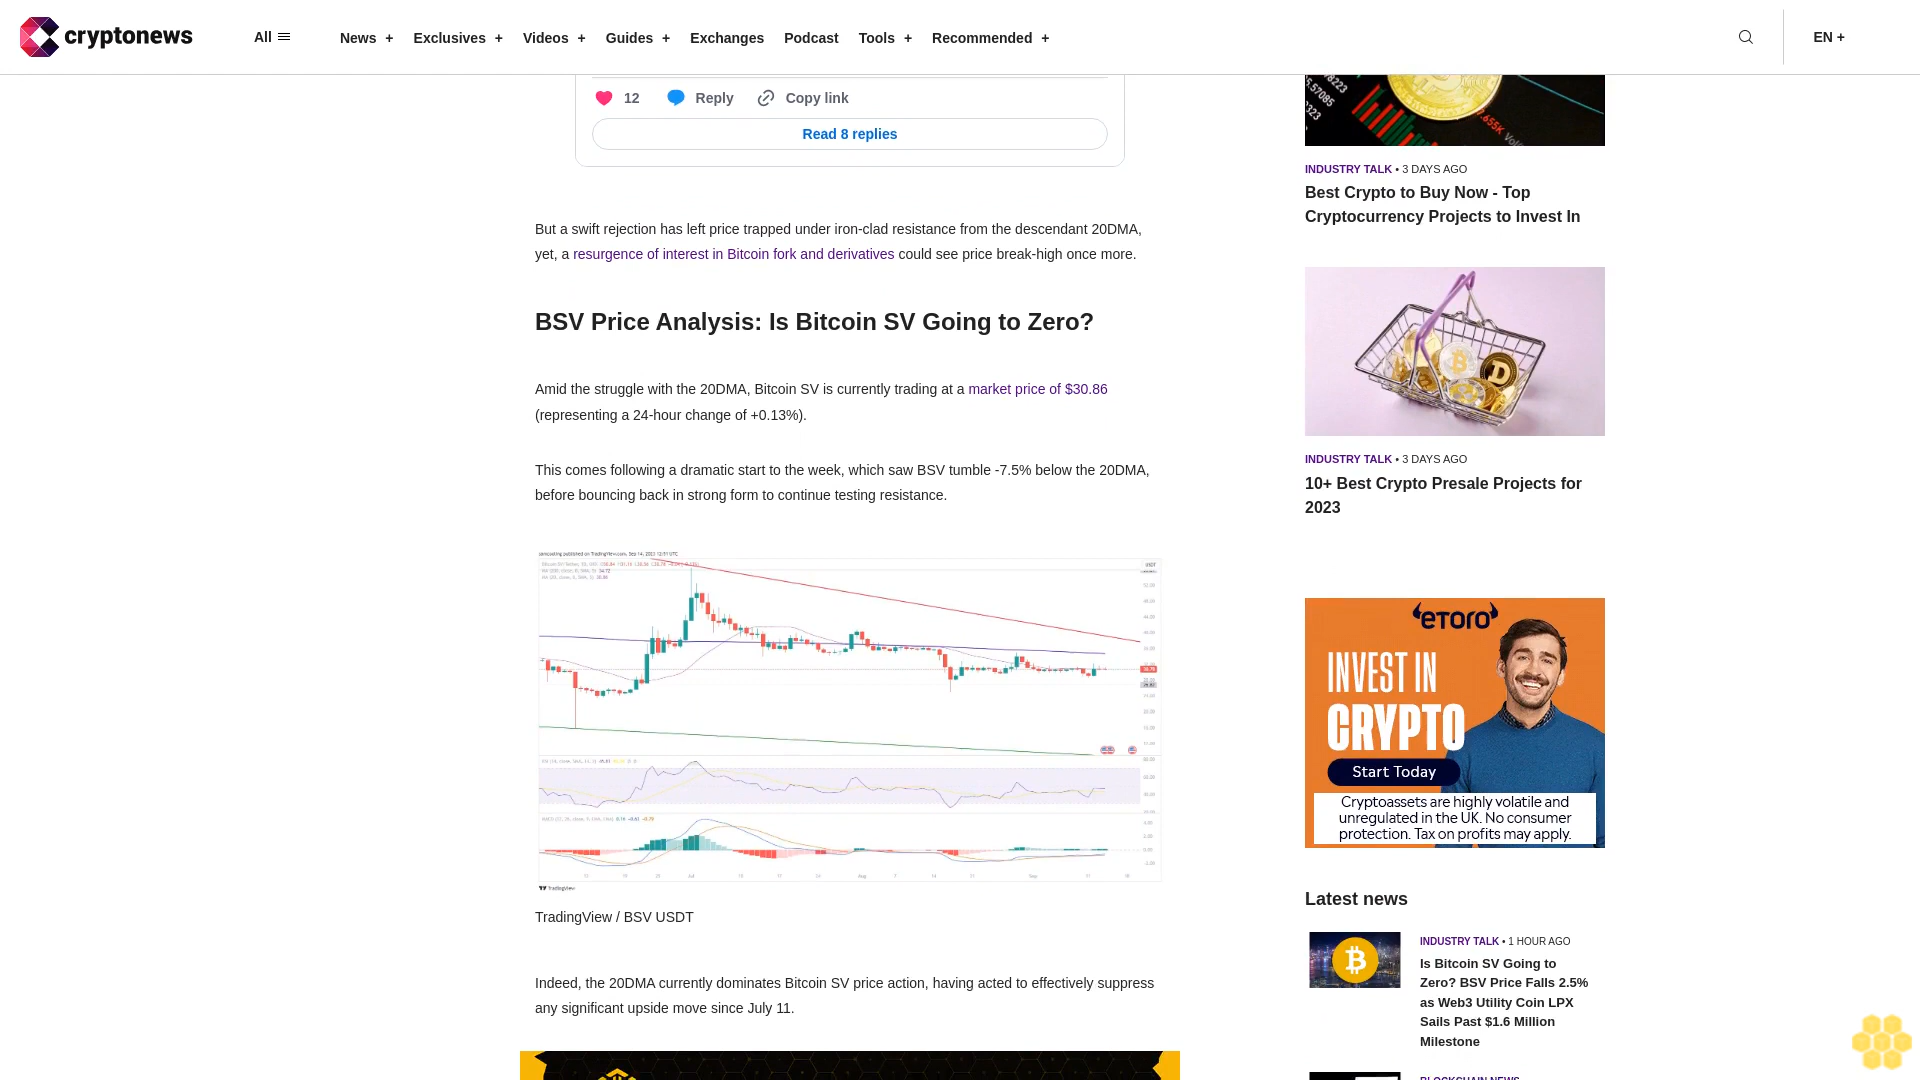 cryptonews
All
News +
Exclusives +
Videos +
Guides +
Exchanges
Podcast
Tools +
Recommended +
EN +
12
Reply
Copy link
Read 8 replies
But a swift rejection has left price trapped under iron-clad resistance from the descendant 20DMA,
yet, a resurgence of interest in Bitcoin fork and derivatives could see price break-high once more.
BSV Price Analysis: Is Bitcoin SV Going to Zero?
Amid the struggle with the 20DMA, Bitcoin SV is currently trading at a market price of $30.86
(representing a 24-hour change of +0.13%).
This comes following a dramatic start to the week, which saw BSV tumble -7.5% below the 20DMA,
before bouncing back in strong form to continue testing resistance.
TradingView
TradingView / BSV USDT
Indeed, the 20DMA currently dominates Bitcoin SV price action, having acted to effectively suppress
any significant upside move since July 11.
INDUSTRY TALK • 3 DAYS AGO
Best Crypto to Buy Now - Top
Cryptocurrency Projects to Invest In
INDUSTRY TALK • 3 DAYS AGO
10+ Best Crypto Presale Projects for
2023
eToro
INVEST IN
CRYPTO
Start Today
Cryptoassets are highly volatile and
unregulated in the UK. No consumer
protection. Tax on profits may apply.
Latest news
INDUSTRY TALK • 1 HOUR AGO
Is Bitcoin SV Going to
Zero? BSV Price Falls 2.5%
as Web3 Utility Coin LPX
Sails Past $1.6 Million
Milestone
BLOCKCHAIN NEWS